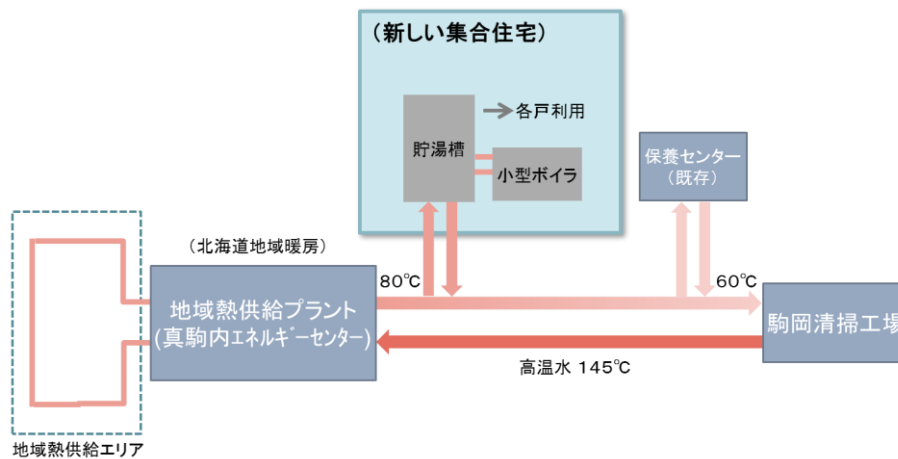 (新しい集合住宅)
貯湯槽
各戸利用
小型ボイラ
保養センター
(既存)
(北海道地域暖房)
地域熱供給プラント
(真駒内エネルギーセンター)
80℃
60℃
駒岡清掃工場
高温水 145℃
地域熱供給エリア